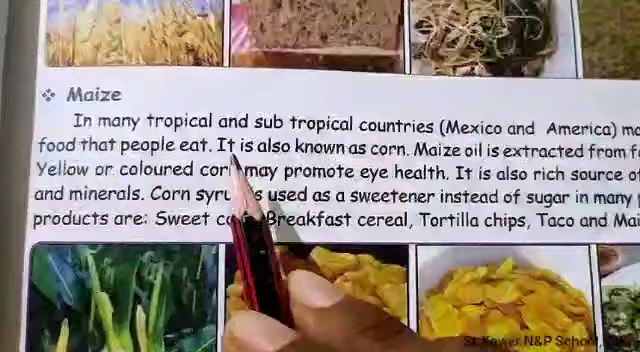 Maize
In many tropical and sub tropical countries (Mexico and America)
food that people eat. It is also known as corn. Maize oil is extracted from
Yellow or coloured corn may promote eye health. It is also rich source
and minerals. Corn syrup is used as a sweetener instead of sugar in many
products are: Sweet Breakfast cereal, Tortilla chips, Taco and
St.Xavier N&P School,